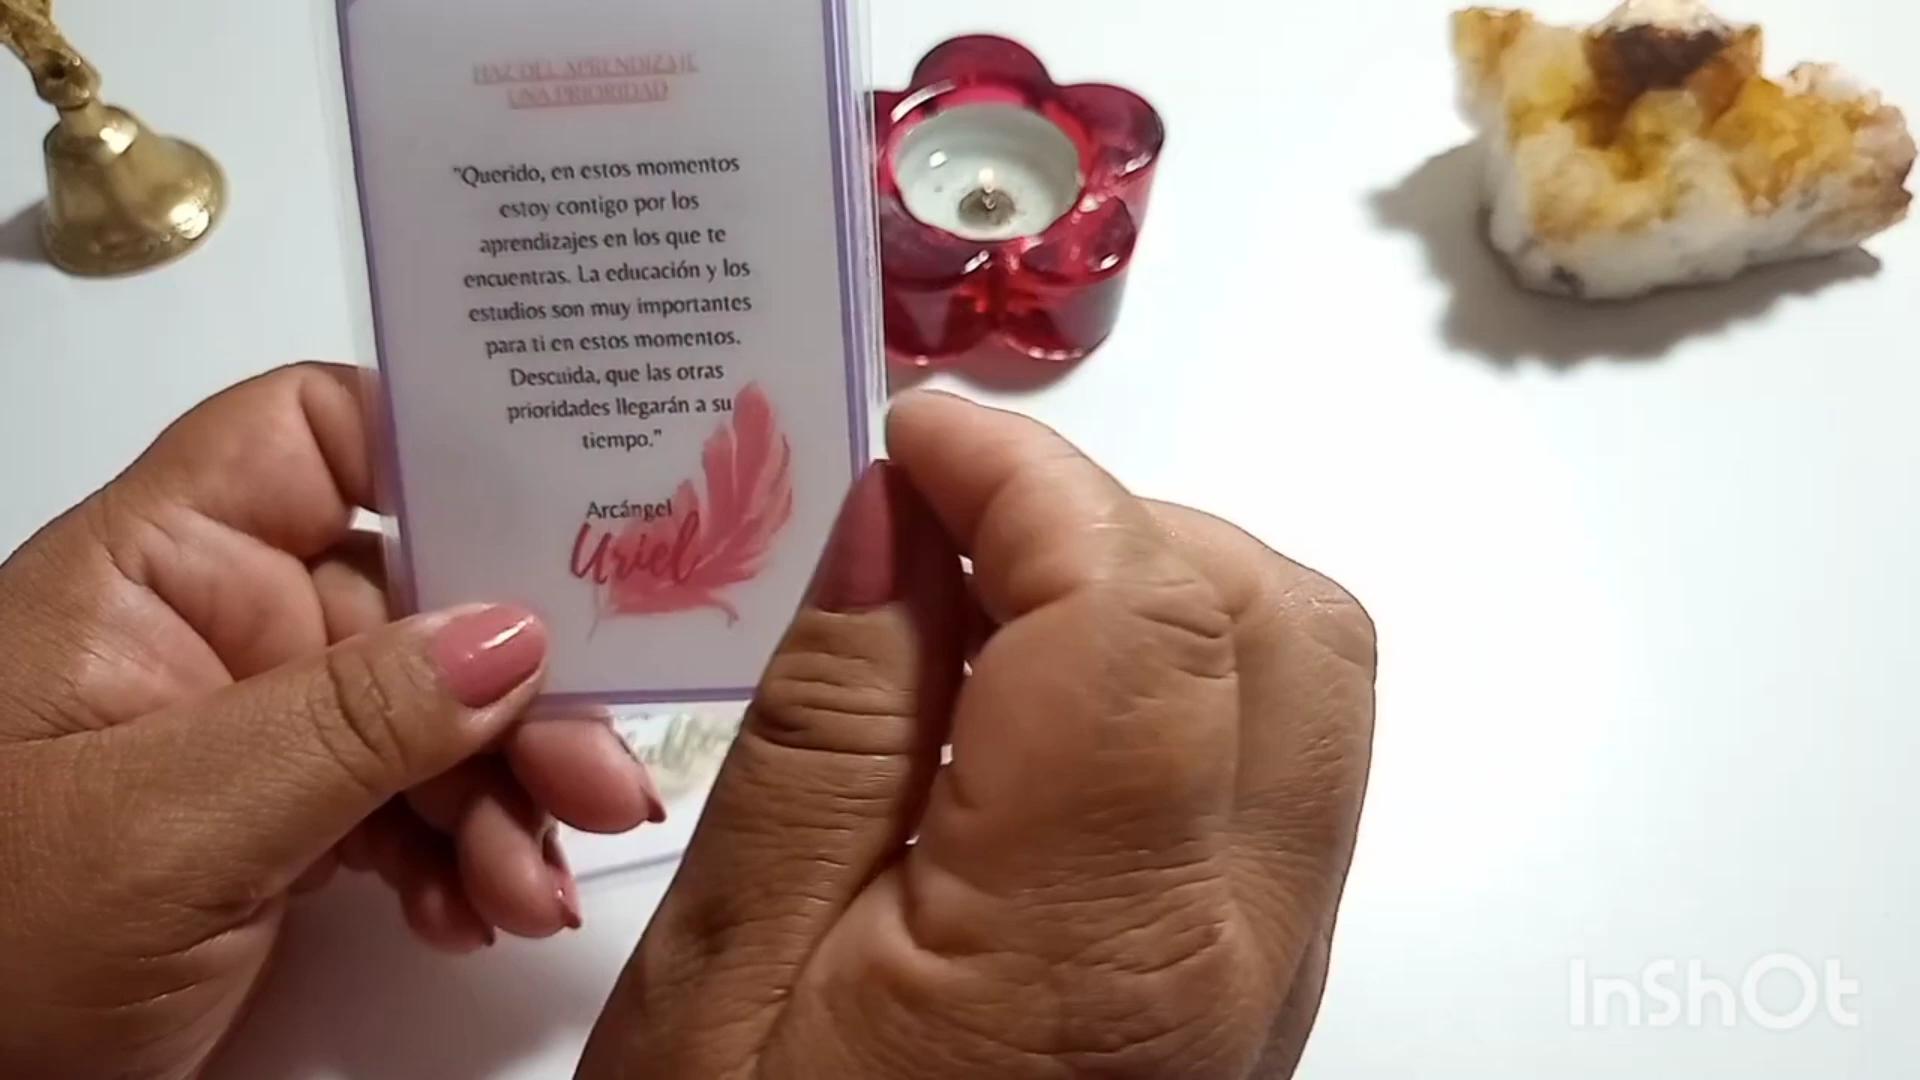 HAZ DEL APRENDIZAJE
UNA PRIORIDAD
"Querido, en estos momentos
estoy contigo por los
aprendizajes en los que te
encuentras. La educación y los
estudios son muy importantes
para ti en estos momentos.
Descuida, que las otras
prioridades llegarán a su
tiempo."
Arcángel
Uriel
InShOt